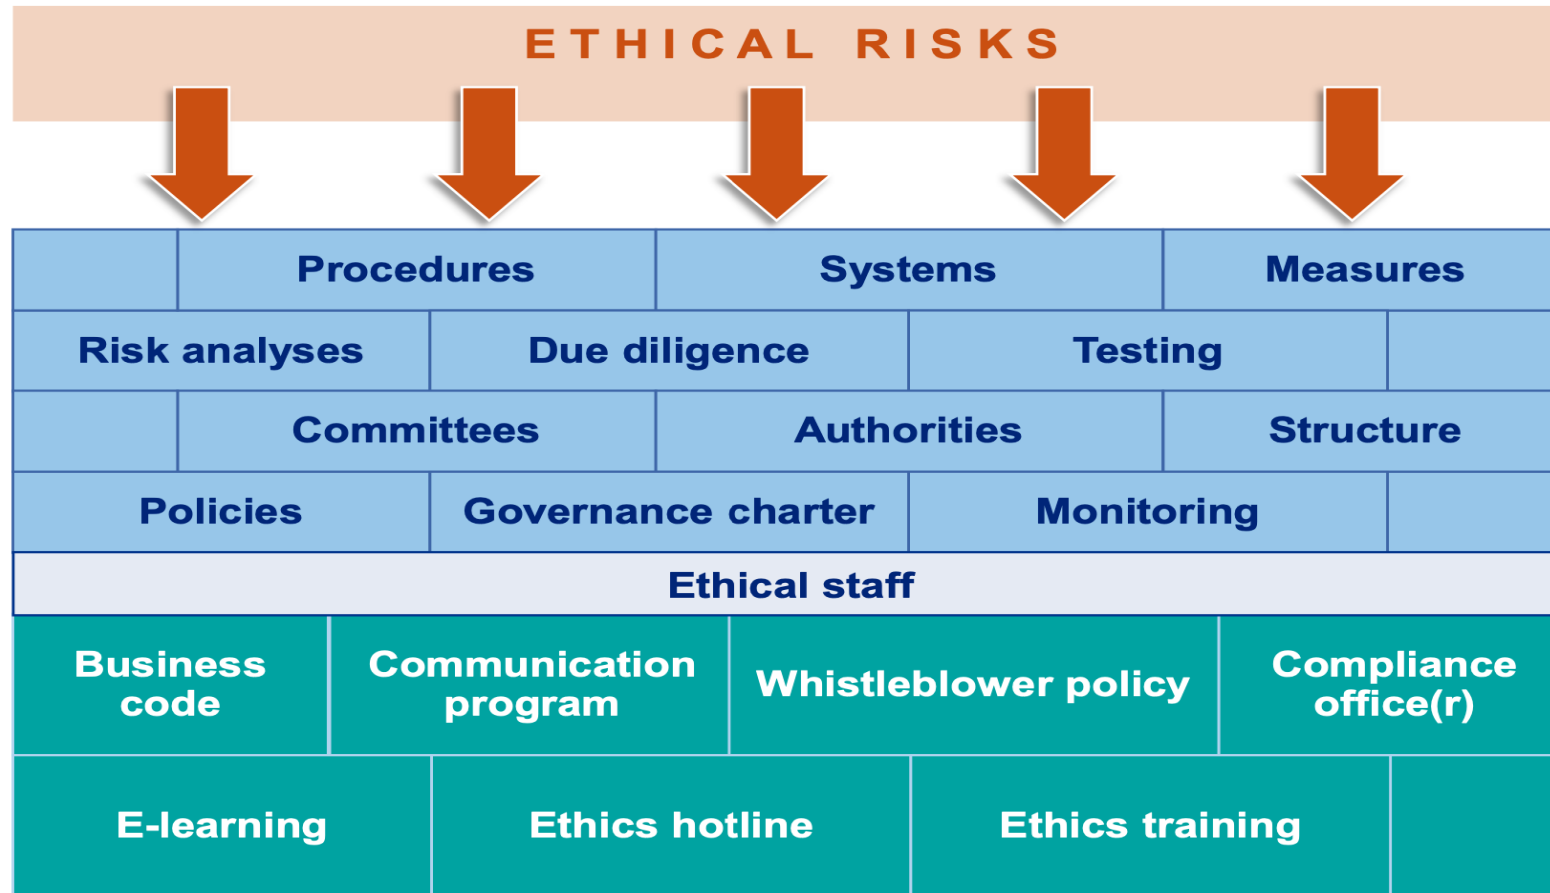 ETHICAL RISKS
Procedures Systems Measures
Risk analyses Due diligence Testing
Committees Authorities Structure
Policies Governance charter Monitoring
Ethical staff
Business code
Communication program
Whistleblower policy
Compliance office(r)
E-learning Ethics hotline Ethics training